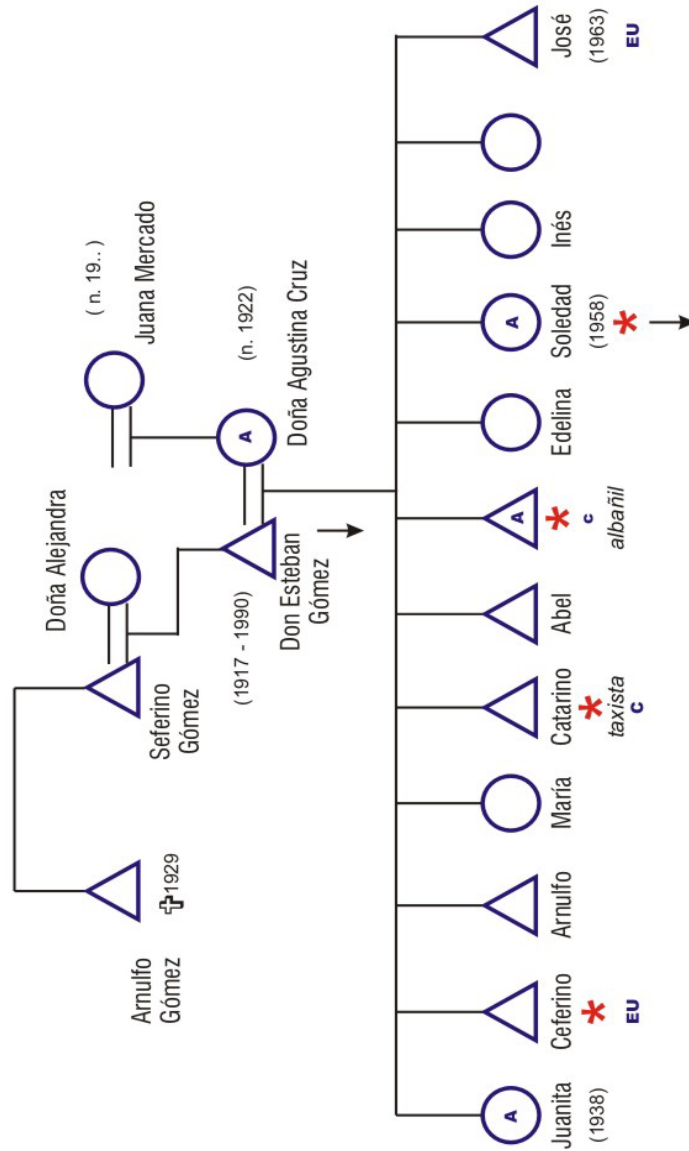 ( n. 19.. )
Juana Mercado
Doña Alejandra
(n. 1922)
Doña Agustina Cruz
A
Seferino
Gómez
Don Esteban
Gómez
(1917 - 1990)
Arnulfo
Gómez
1929
A
Juanita
(1938)
Ceferino
*
EU
Arnulfo
María
Catarino
*
taxista
C
Abel
A
*
c
albañil
Edelina
A
Soledad
(1958)
*
Inés
José
(1963)
EU